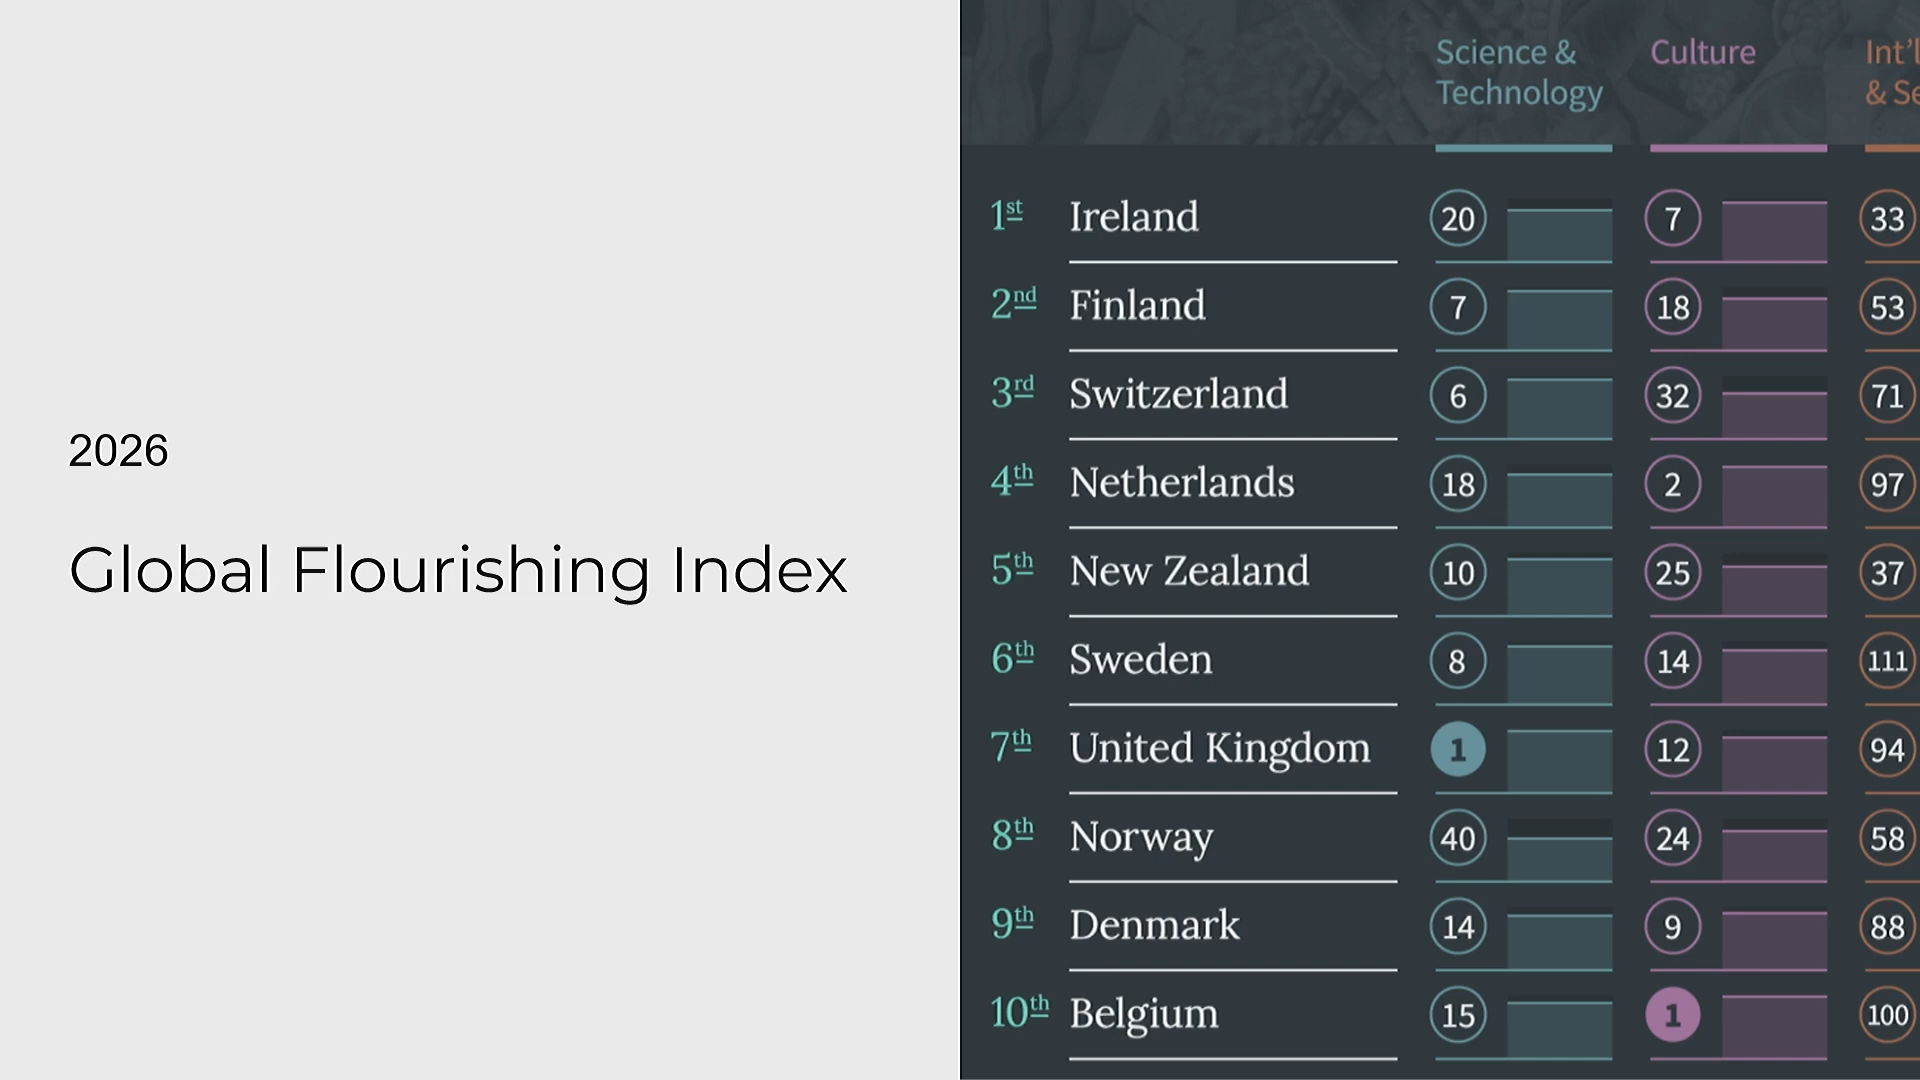 2026
Global Flourishing Index
Science & Culture Int'l
Technology & Se
1st Ireland 20 7 33
2nd Finland 7 18 53
3rd Switzerland 6 32 71
4th Netherlands 18 2 97
5th New Zealand 10 25 37
6th Sweden 8 14 111
7th United Kingdom 1 12 94
8th Norway 40 24 58
9th Denmark 14 9 88
10th Belgium 15 1 100